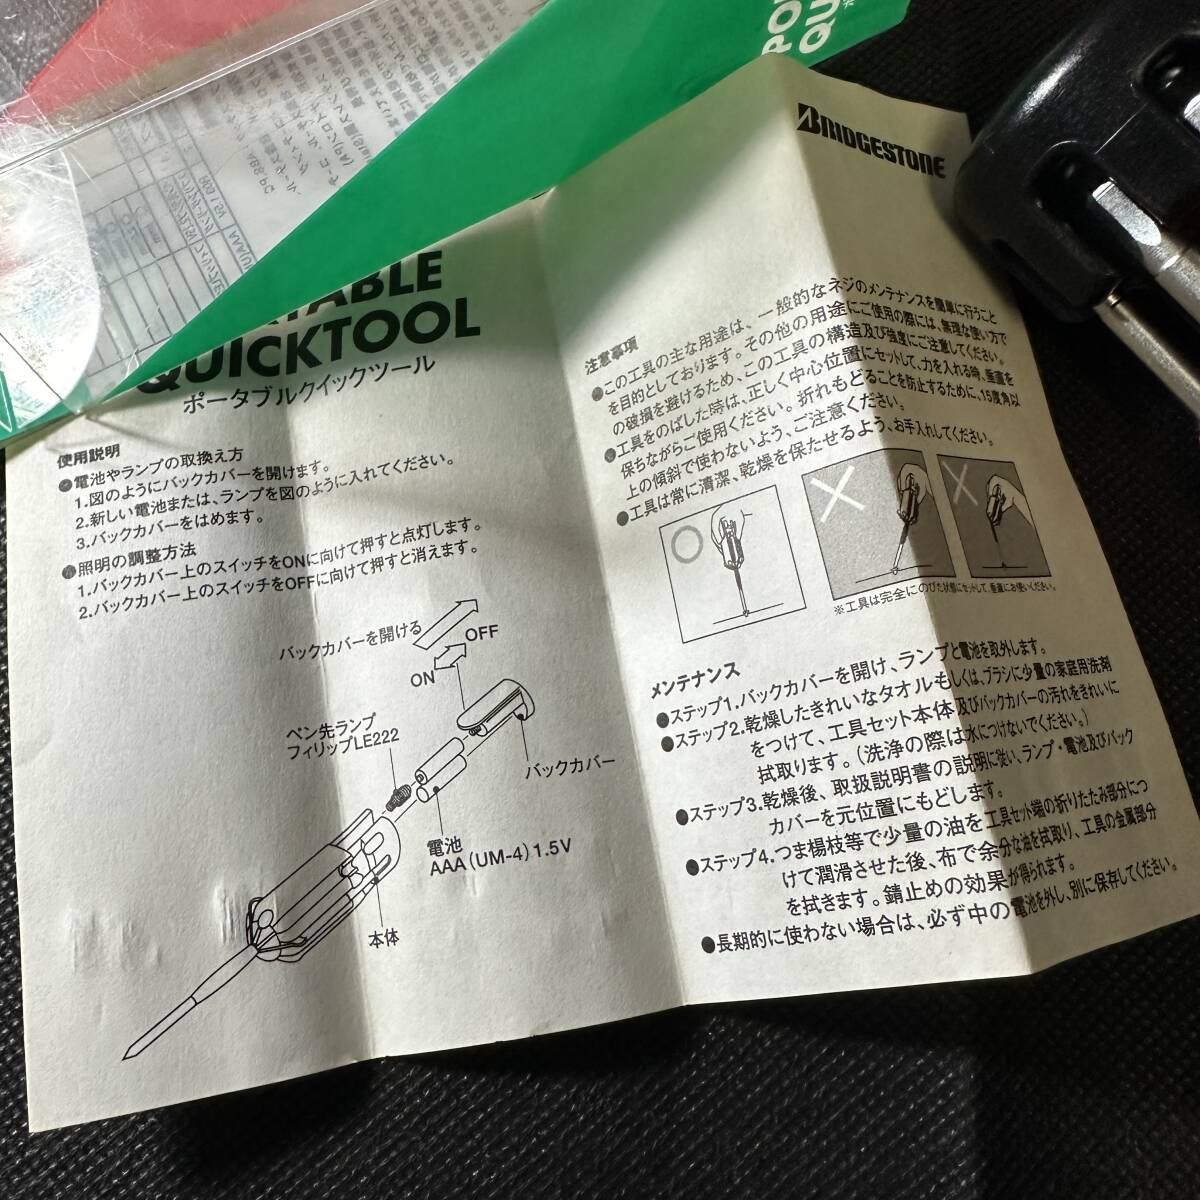 BRIDGESTONE
QUICKTOOL
ポータブルクイックツール
使用説明
●電池やランプの取換え方
1.図のようにバックカバーを開けます。
2.新しい電池または、ランプを図のように入れてください。
3.バックカバーをはめます。
●照明の調整方法
1.バックカバー上のスイッチをONに向けて押すと点灯します。
2.バックカバー上のスイッチをOFFに向けて押すと消えます。
バックカバーを開ける
OFF
ON
ペン先ランプ
フィリップLE222
バックカバー
電池
AAA(UM-4)1.5V
本体
注意事項
●この工具の主な用途は、一般的なネジのメンテナンスを簡単に行うこと
を目的としております。その他の用途にご使用の際には、無理な使い方で
の破損を避けるため、この工具の構造及び強度にご注意してください。
●工具をのばした時は、正しく中心位置にセットして、力を入れる時、垂直を
保ちながらご使用ください。折れもどることを防止するために、15度角以
上の傾斜で使わないよう、ご注意ください。
●工具は常に清潔、乾燥を保たせるよう、お手入れしてください。
※工具は完全にのびた状態にセットして、垂直にお使いください。
メンテナンス
●ステップ1.バックカバーを開け、ランプと電池を取外します。
●ステップ2.乾燥したきれいなタオルもしくは、ブラシに少量の家庭用洗剤
をつけて、工具セット本体及びバックカバーの汚れをきれいに
拭取ります。(洗浄の際は水につけないでください。)
●ステップ3.乾燥後、取扱説明書の説明に従い、ランプ・電池及びバック
カバーを元位置にもどします。
●ステップ4.つま楊枝等で少量の油を工具セット端の折りたたみ部分につ
けて潤滑させた後、布で余分な油を拭取り、工具の金属部分
を拭きます。錆止めの効果が得られます。
●長期的に使わない場合は、必ず中の電池を外し、別に保存してください。